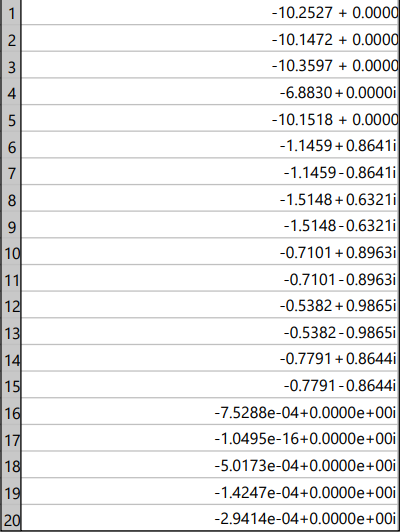 1 -10.2527 + 0.0000
2 -10.1472 + 0.0000
3 -10.3597 + 0.0000
4 -6.8830+0.0000i
5 -10.1518 + 0.0000
6 -1.1459+0.8641i
7 -1.1459-0.8641i
8 -1.5148+0.6321i
9 -1.5148-0.6321i
10 -0.7101+0.8963i
11 -0.7101-0.8963i
12 -0.5382+0.9865i
13 -0.5382-0.9865i
14 -0.7791+0.8644i
15 -0.7791-0.8644i
16 -7.5288e-04+0.0000e+00i
17 -1.0495e-16+0.0000e+00i
18 -5.0173e-04+0.0000e+00i
19 -1.4247e-04+0.0000e+00i
20 -2.9414e-04+0.0000e+00i